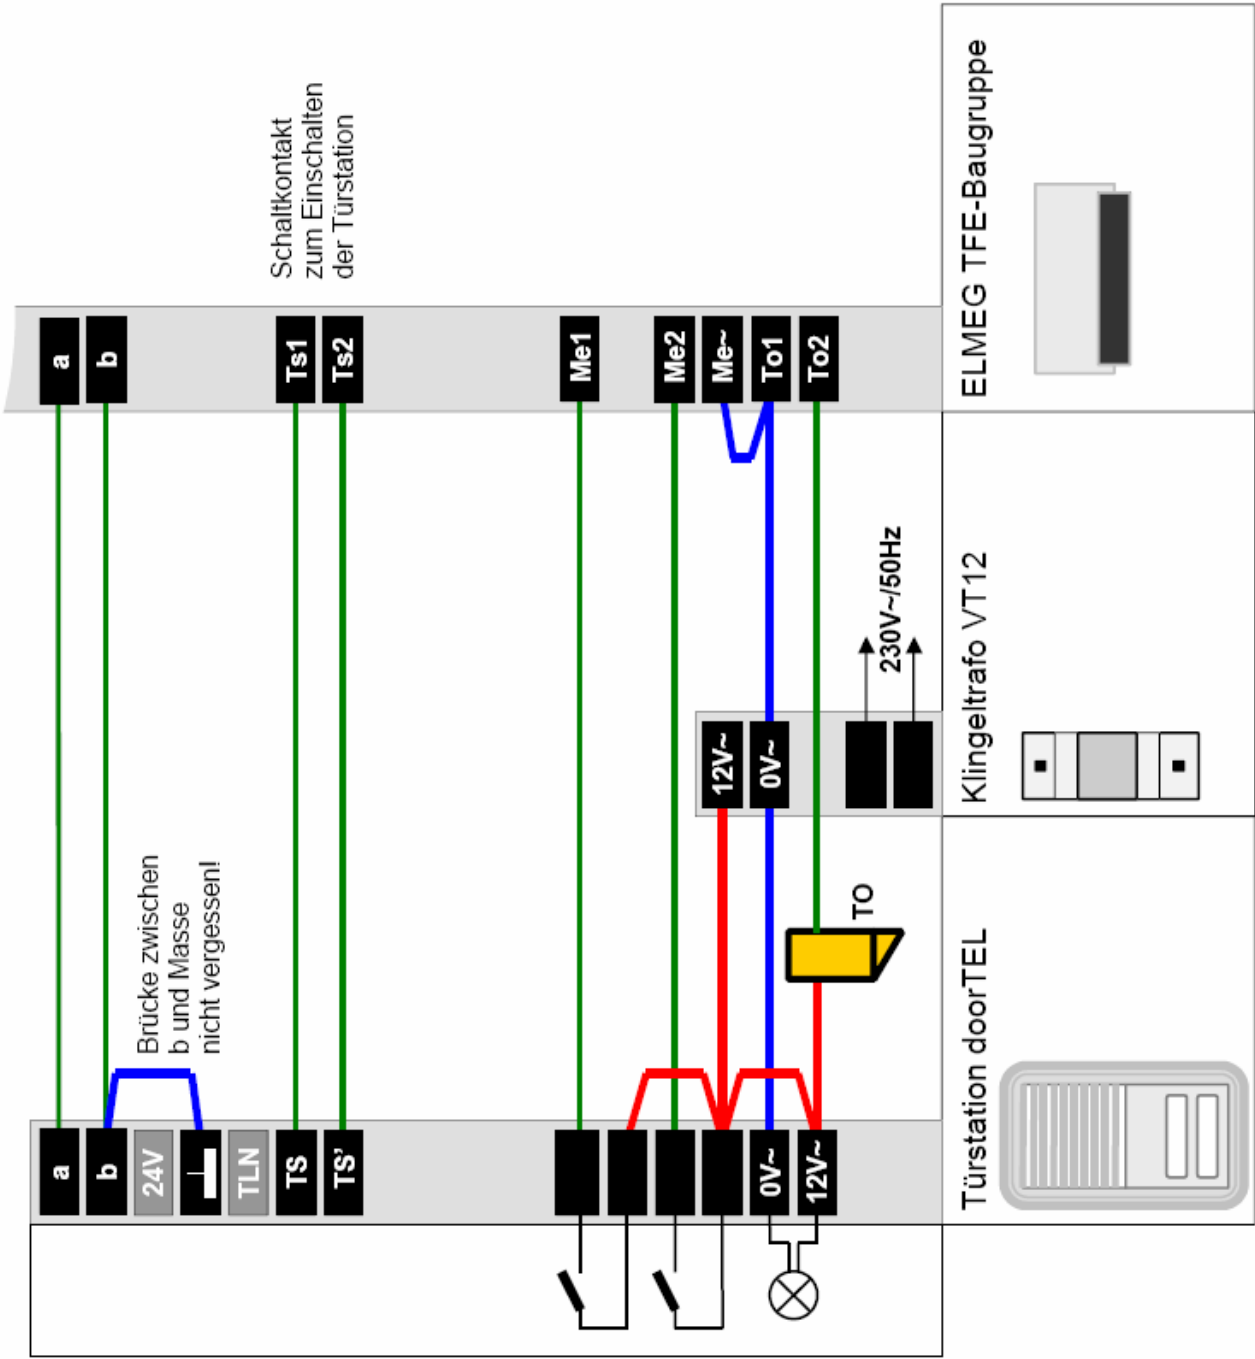 Türstation doorTEL
Klingeltrafo VT12
ELMEG TFE-Baugruppe
a
b
24V
TLN
TS
TS'
0V~
12V~
Brücke zwischen
b und Masse
nicht vergessen!
TO
12V~
0V~
230V~/50Hz
a
b
Ts1
Ts2
Me1
Me2
Me~
To1
To2
Schaltkontakt
zum Einschalten
der Türstation